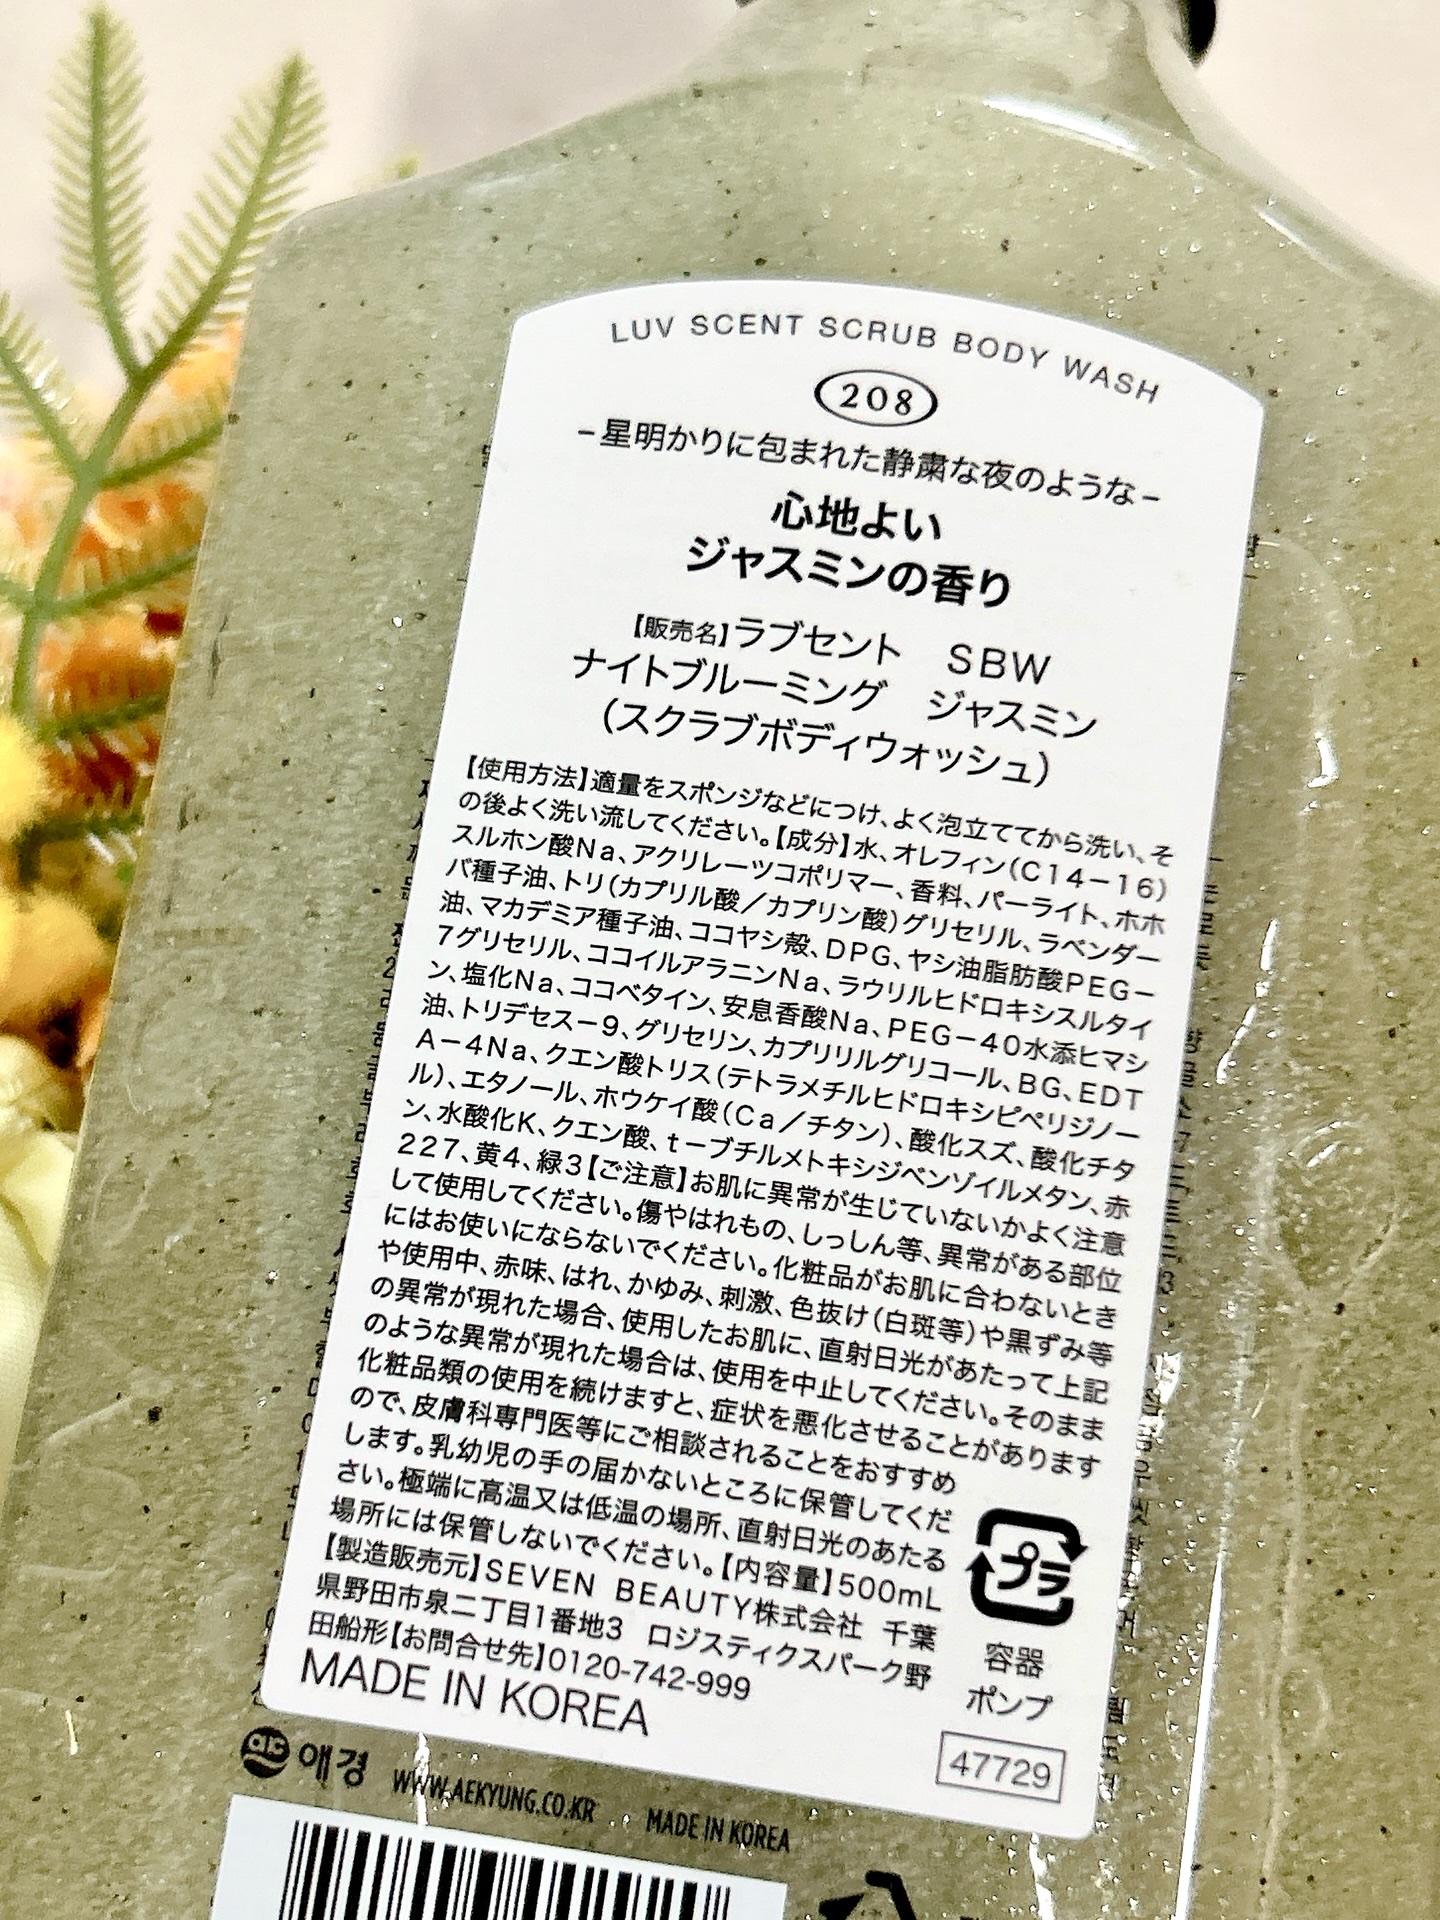 LUV SCENT SCRUB BODY WASH
208
-星明かりに包まれた静粛な夜のような-
心地よい
ジャスミンの香り
【販売名】ラブセント SBW
ナイトブルーミング ジャスミン
(スクラブボディウォッシュ)
【使用方法】適量をスポンジなどにつけ、よく泡立ててから洗い、そ
の後よく洗い流してください。【成分】水、オレフィン(C14-16)
スルホン酸Na、アクリレーツコポリマー、香料、パーライト、ホホ
バ種子油、トリ(カプリル酸/カプリン酸)グリセリル、ラベンダー
油、マカデミア種子油、ココヤシ殻、DPG、ヤシ油脂肪酸PEG-
7グリセリル、ココイルアラニンNa、ラウリルヒドロキシスルタイ
ン、塩化Na、ココベタイン、安息香酸Na、PEG-40水添ヒマシ
油、トリデセス-9、グリセリン、カプリリルグリコール、BG、EDT
A-4Na、クエン酸トリス(テトラメチルヒドロキシピペリジノー
ル)、エタノール、ホウケイ酸(Ca/チタン)、酸化スズ、酸化チタ
ン、水酸化K、クエン酸、t-ブチルメトキシジベンゾイルメタン、赤
227、黄4、緑3【ご注意】お肌に異常が生じていないかよく注意
して使用してください。傷やはれもの、しっしん等、異常がある部位
にはお使いにならないでください。化粧品がお肌に合わないとき
や使用中、赤味、はれ、かゆみ、刺激、色抜け(白斑等)や黒ずみ等
の異常が現れた場合、使用したお肌に、直射日光があたって上記
のような異常が現れた場合は、使用を中止してください。そのまま
化粧品類の使用を続けますと、症状を悪化させることがあります
ので、皮膚科専門医等にご相談されることをおすすめ
します。乳幼児の手の届かないところに保管してくだ
さい。極端に高温又は低温の場所、直射日光のあたる
場所には保管しないでください。【内容量】500mL
【製造販売元】SEVEN BEAUTY株式会社 千葉
県野田市泉二丁目1番地3 ロジスティクスパーク野
田船形【お問合せ先】0120-742-999
MADE IN KOREA
プラ
容器
ポンプ
47729
애경 WWW.AEKYUNG.CO.KR MADE IN KOREA